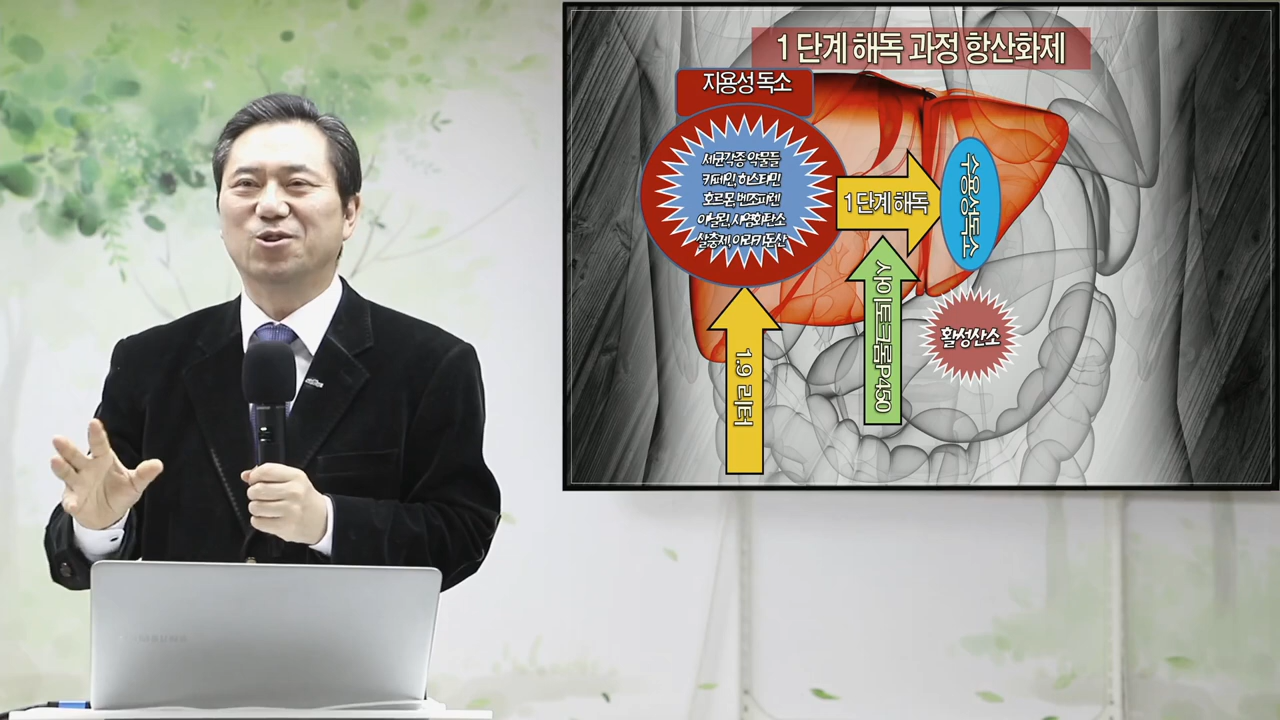 1 단계 해독 과정 항산화제
지용성 독소
세균각종 약물들
카페인, 히스타민
호르몬, 벤조피렌
아닐린, 사염화탄소
살충제, 아라키돈산
1 단계 해독
수용성독소
사이토크롬P450
1.9 리터
활성산소